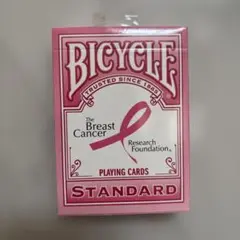 BICYCLE
TRUSTED SINCE 1885
The
Breast
Cancer
Research
Foundation®
PLAYING CARDS
STANDARD